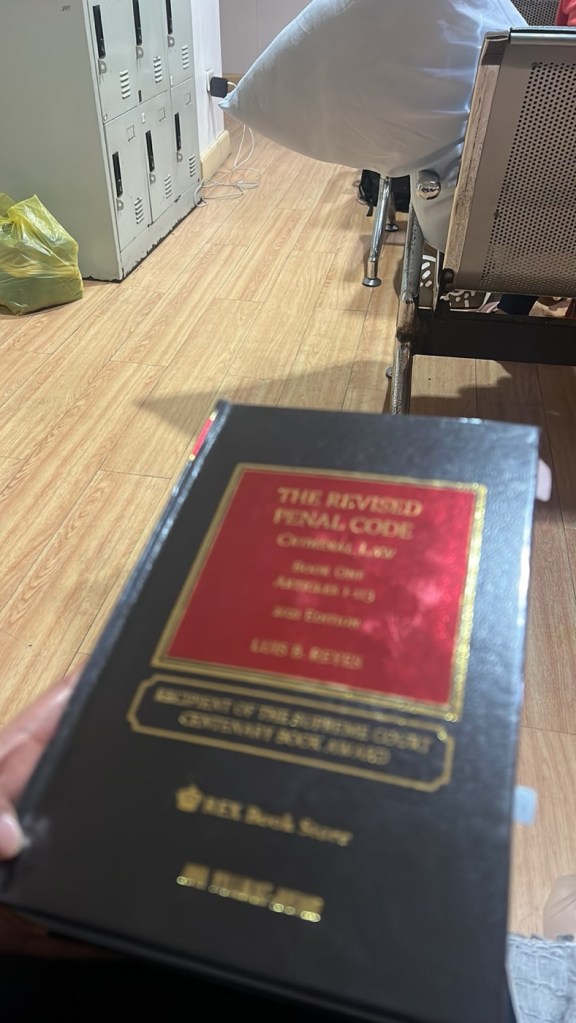 THE REVISED
PENAL CODE
CRIMINAL LAW
BOOK ONE
ARTICLES 1-113
EDITION
LUIS B. REYES
RECIPIENT OF THE SUPREME COURT
CENTENARY BOOK AWARD
REX Book Store